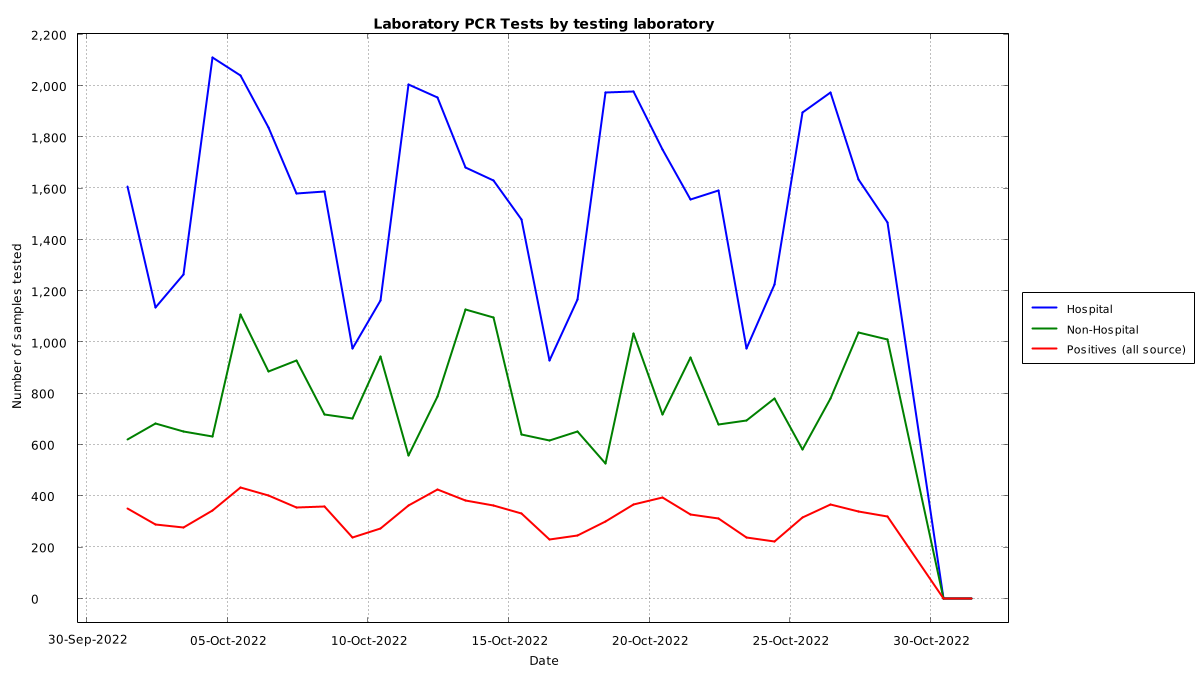 Laboratory PCR Tests by testing laboratory
2,200
2,000
1,800
1,600
1,400
1,200
1,000
800
600
400
200
0
Number of samples tested
30-Sep-2022 05-Oct-2022 10-Oct-2022 15-Oct-2022 20-Oct-2022 25-Oct-2022 30-Oct-2022
Date
Hospital
Non-Hospital
Positives (all source)